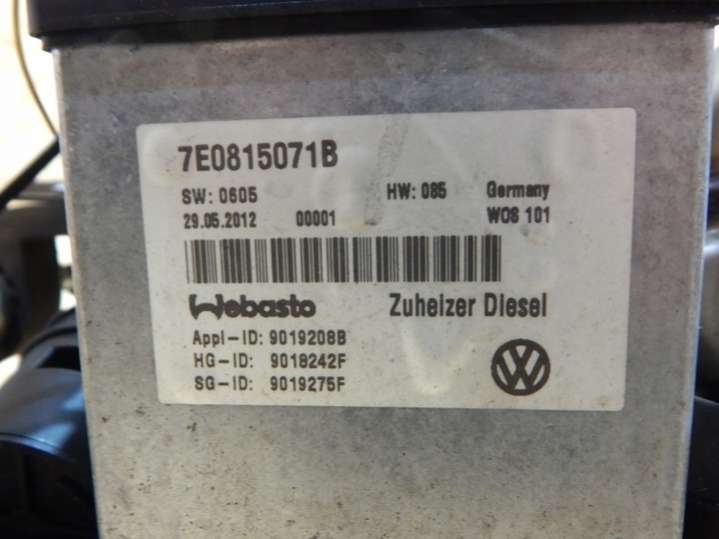 7E0815071B
SW: 0605 HW: 085 Germany
29.05.2012 00001 WOS 101
Webasto Zuheizer Diesel
Appl-ID: 9019208B
HG-ID: 9018242F
SG-ID: 9019275F
VW